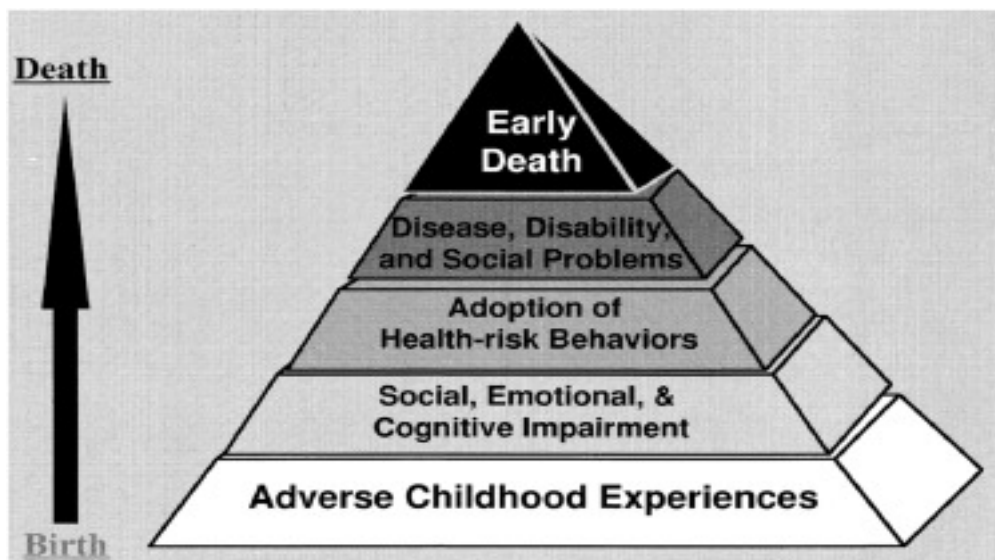 Death
Early
Death
Disease, Disability,
and Social Problems
Adoption of
Health-risk Behaviors
Social, Emotional, &
Cognitive Impairment
Adverse Childhood Experiences
Birth